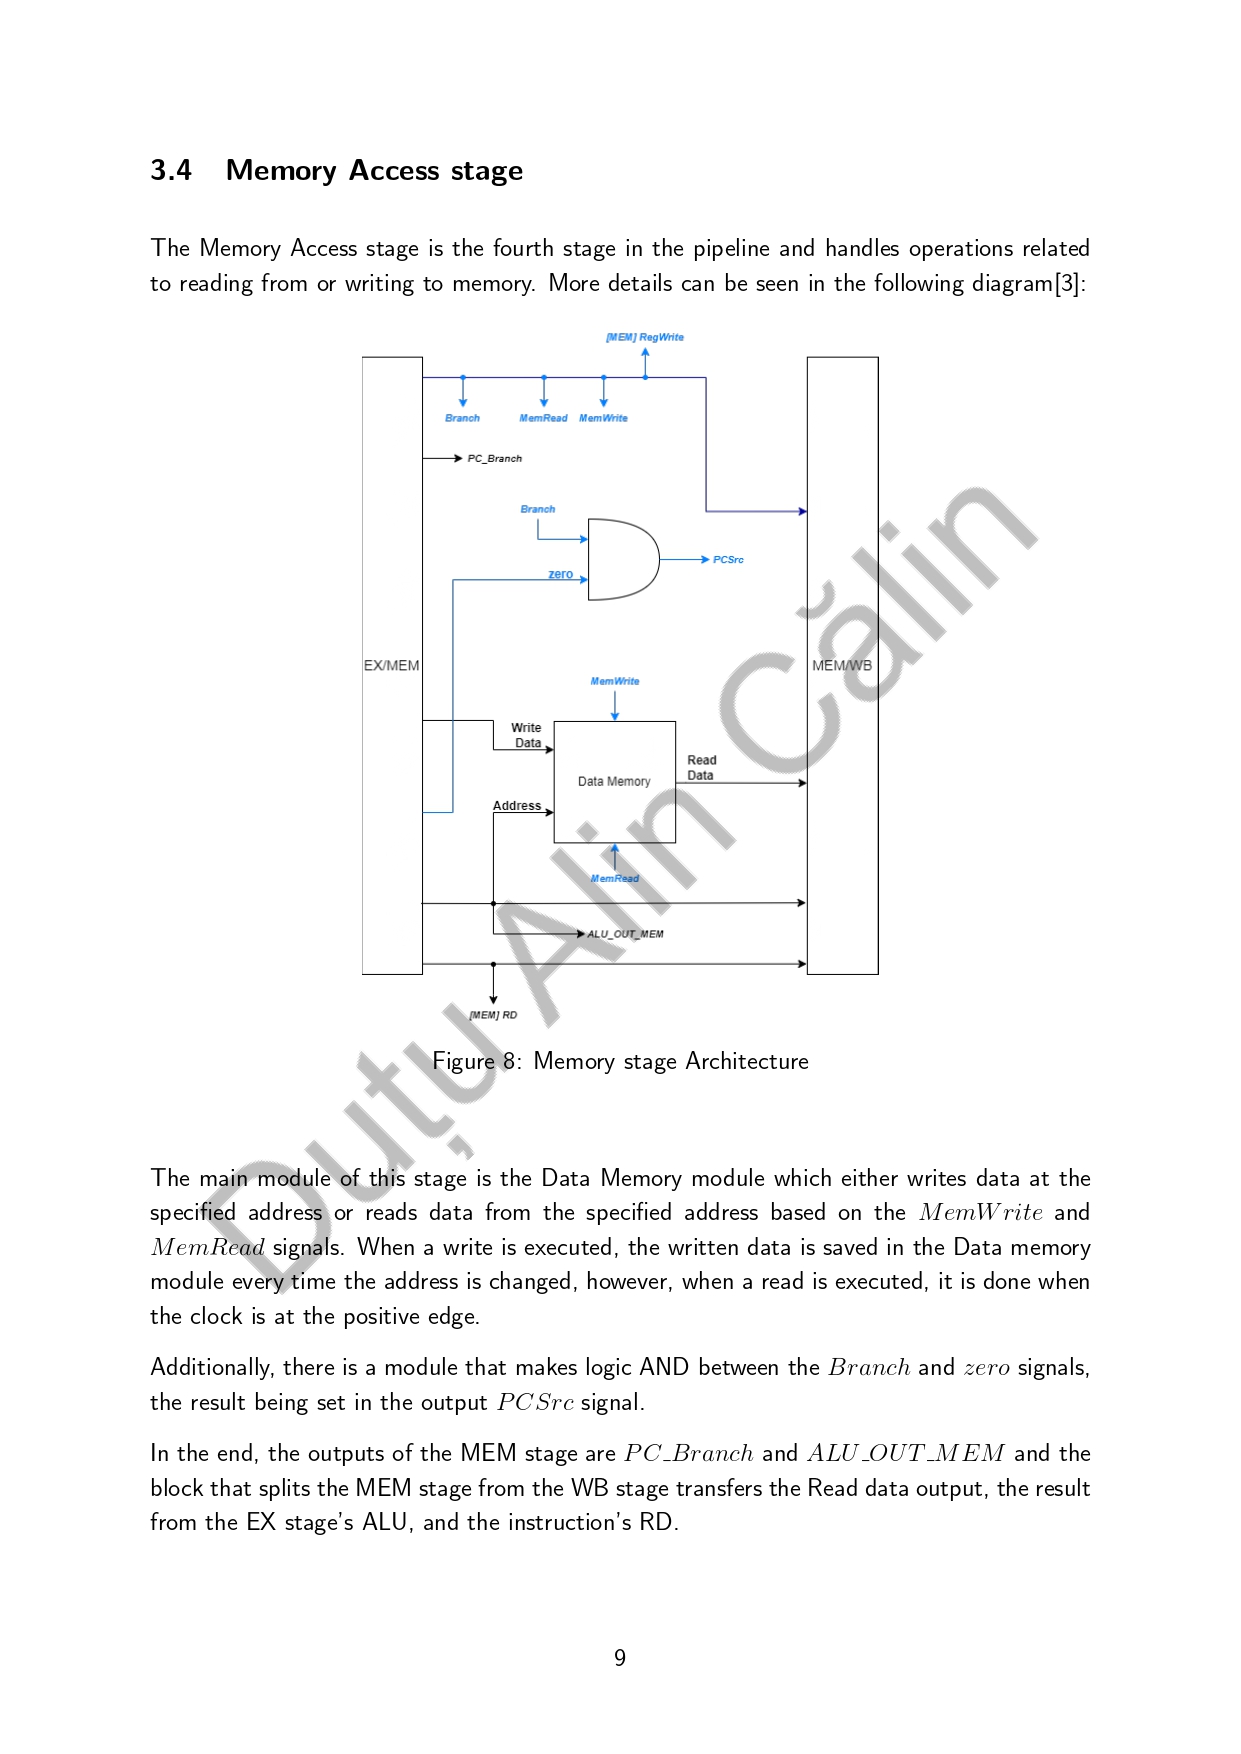 3.4 Memory Access stage
The Memory Access stage is the fourth stage in the pipeline and handles operations related
to reading from or writing to memory. More details can be seen in the following diagram[3]:
[MEM] RegWrite
Branch MemRead MemWrite
PC_Branch
Branch
PCSrc
zero
EX/MEM
MEM/WB
MemWrite
Write
Data
Read
Data
Data Memory
Address
MemRead
ALU_OUT_MEM
[MEM] RD
Figure 8: Memory stage Architecture
Duțu Alin Călin
The main module of this stage is the Data Memory module which either writes data at the
specified address or reads data from the specified address based on the MemWrite and
MemRead signals. When a write is executed, the written data is saved in the Data memory
module every time the address is changed, however, when a read is executed, it is done when
the clock is at the positive edge.
Additionally, there is a module that makes logic AND between the Branch and zero signals,
the result being set in the output PCSrc signal.
In the end, the outputs of the MEM stage are PC_Branch and ALU_OUT_MEM and the
block that splits the MEM stage from the WB stage transfers the Read data output, the result
from the EX stage's ALU, and the instruction's RD.
9